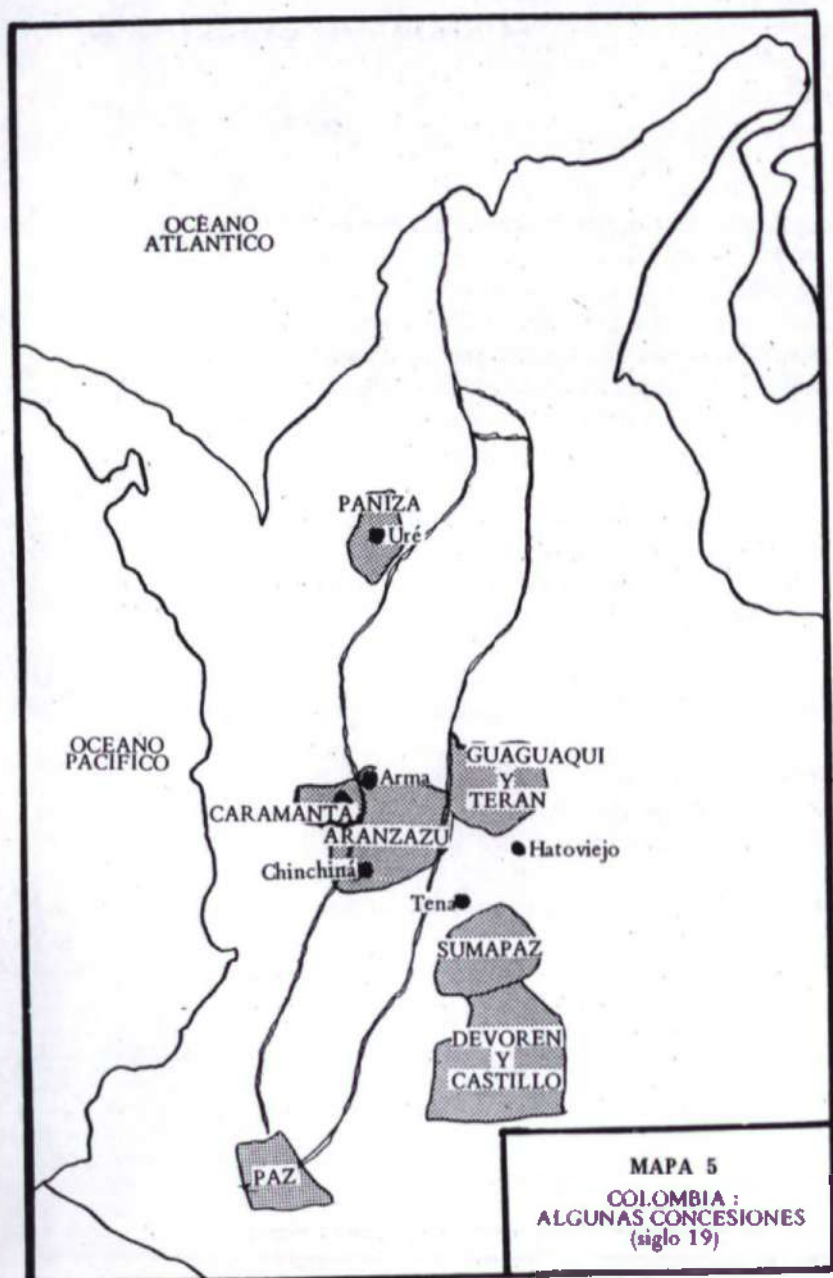 OCEANO
ATLANTICO
PANIZA
Uré
OCEANO
PACIFICO
Arma
GUAGUAQUI
Y
TERAN
CARAMANTA
ARANZAZU
Hatoviejo
Chinchiná
Tena
SUMAPAZ
DEVOREN
Y
CASTILLO
PAZ
MAPA 5
COLOMBIA :
ALGUNAS CONCESIONES
(siglo 19)